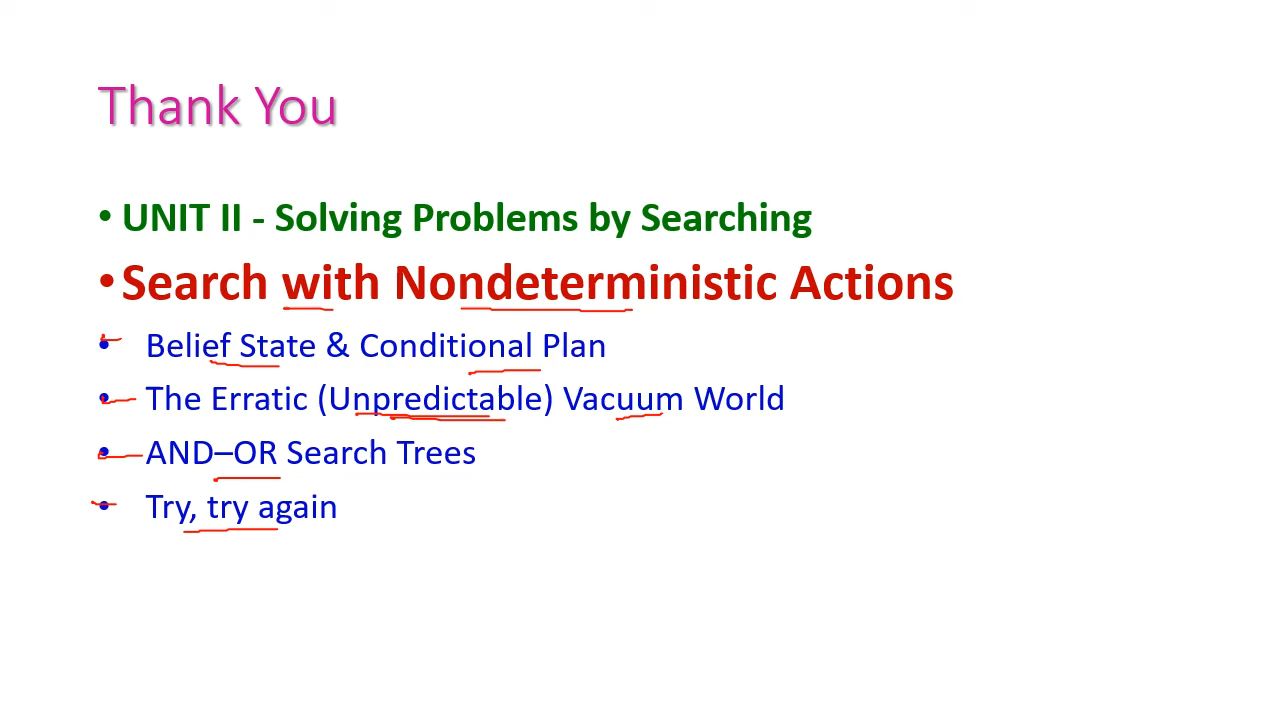 Thank You
• UNIT II - Solving Problems by Searching
• Search with Nondeterministic Actions
• Belief State & Conditional Plan
• The Erratic (Unpredictable) Vacuum World
• AND–OR Search Trees
• Try, try again